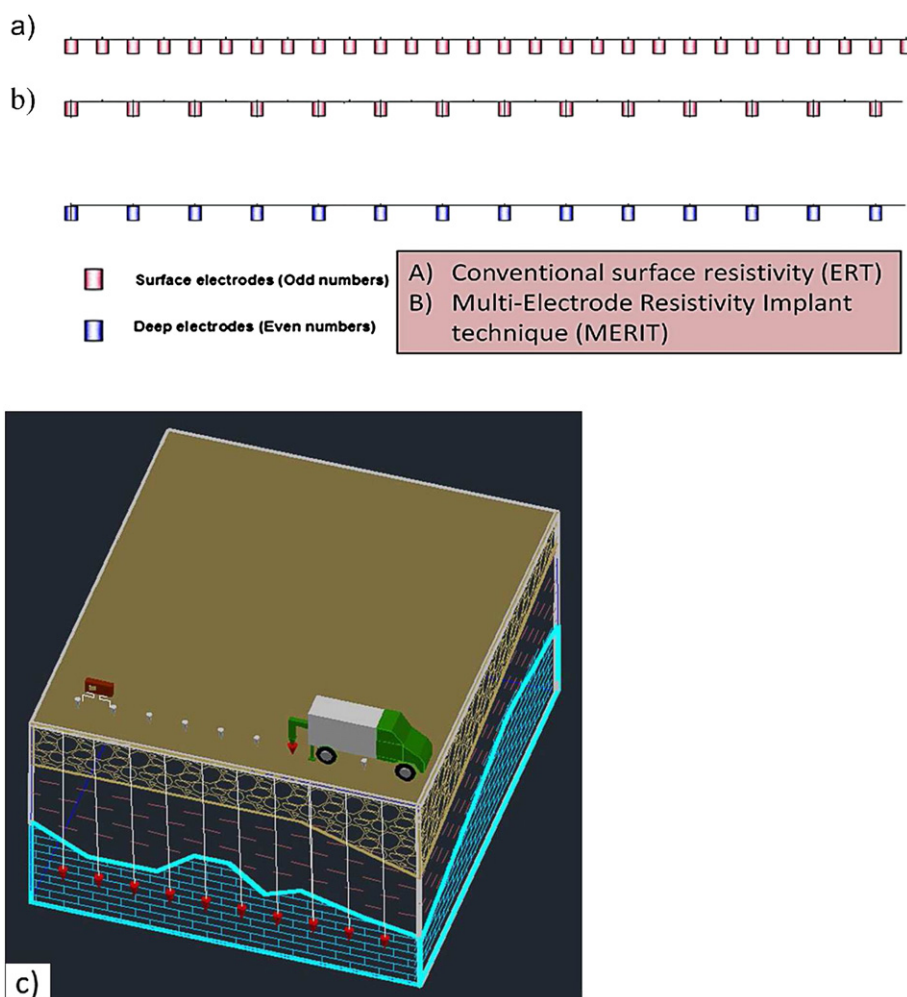 a)
b)
Surface electrodes (Odd numbers)
Deep electrodes (Even numbers)
A) Conventional surface resistivity (ERT)
B) Multi-Electrode Resistivity Implant
technique (MERIT)
c)